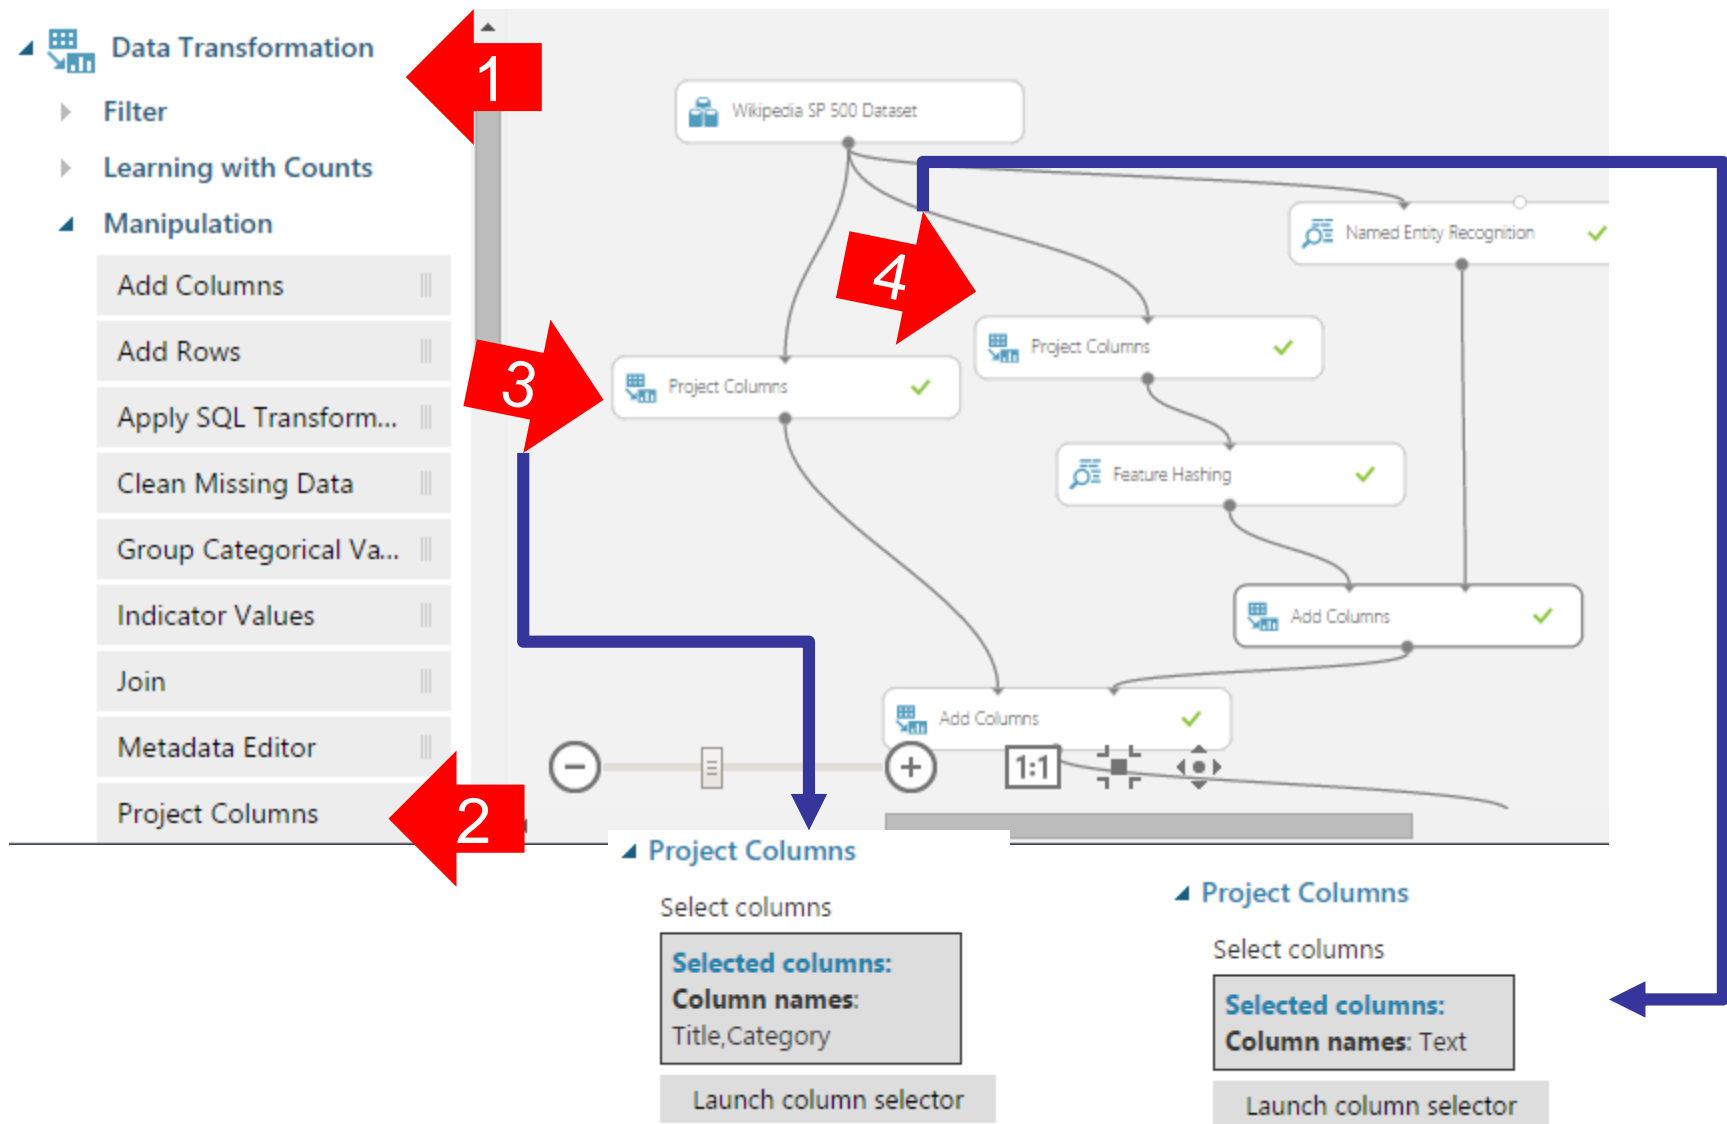 Data Transformation
Filter
Learning with Counts
Manipulation
Add Columns
Add Rows
Apply SQL Transform...
Clean Missing Data
Group Categorical Va...
Indicator Values
Join
Metadata Editor
Project Columns
1
2
3
4
Wikipedia SP 500 Dataset
Named Entity Recognition
Project Columns
Project Columns
Feature Hashing
Add Columns
Add Columns
1:1
Project Columns
Select columns
Selected columns:
Column names:
Title,Category
Launch column selector
Project Columns
Select columns
Selected columns:
Column names: Text
Launch column selector